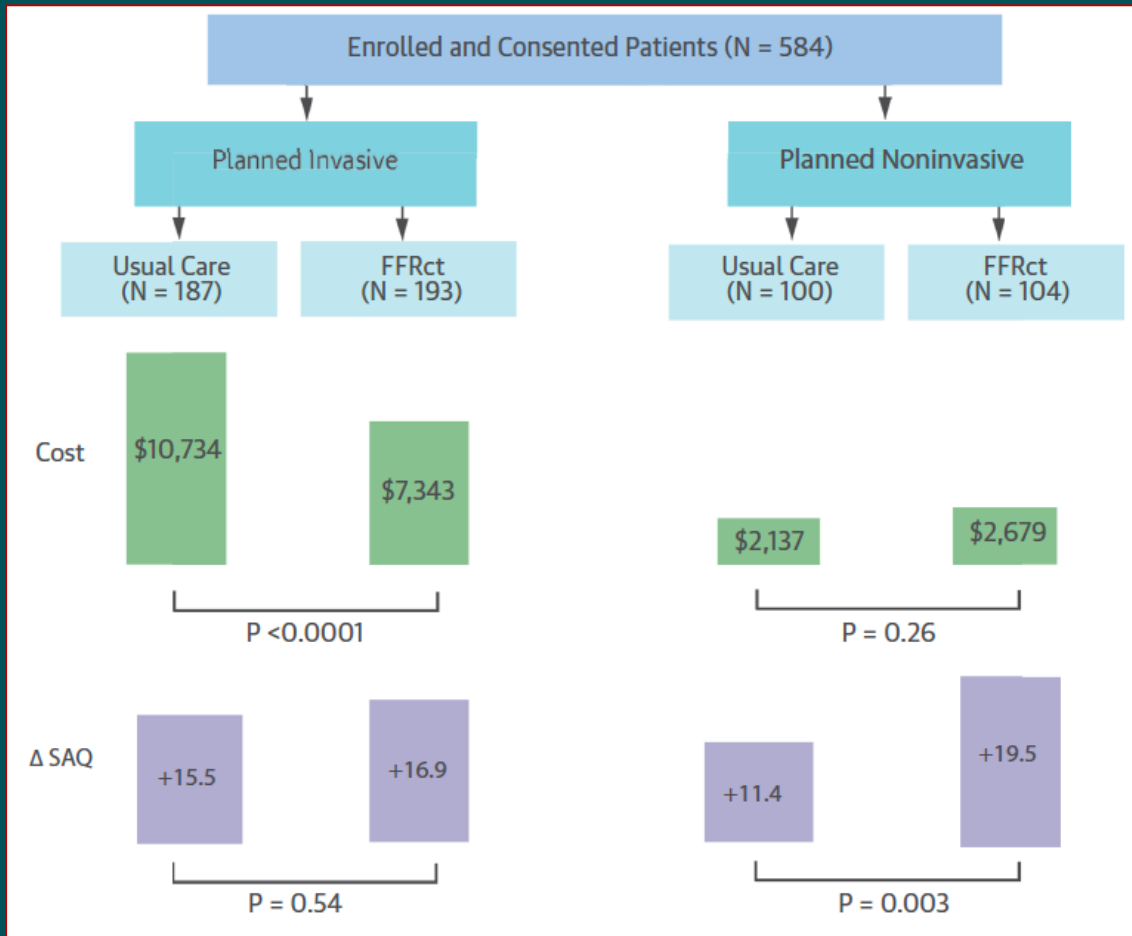 Enrolled and Consented Patients (N = 584)
Planned Invasive
Planned Noninvasive
Usual Care
(N = 187)
FFRct
(N = 193)
Usual Care
(N = 100)
FFRct
(N = 104)
Cost
$10,734
$7,343
$2,137
$2,679
P <0.0001
P = 0.26
Δ SAQ
+15.5
+16.9
+11.4
+19.5
P = 0.54
P = 0.003